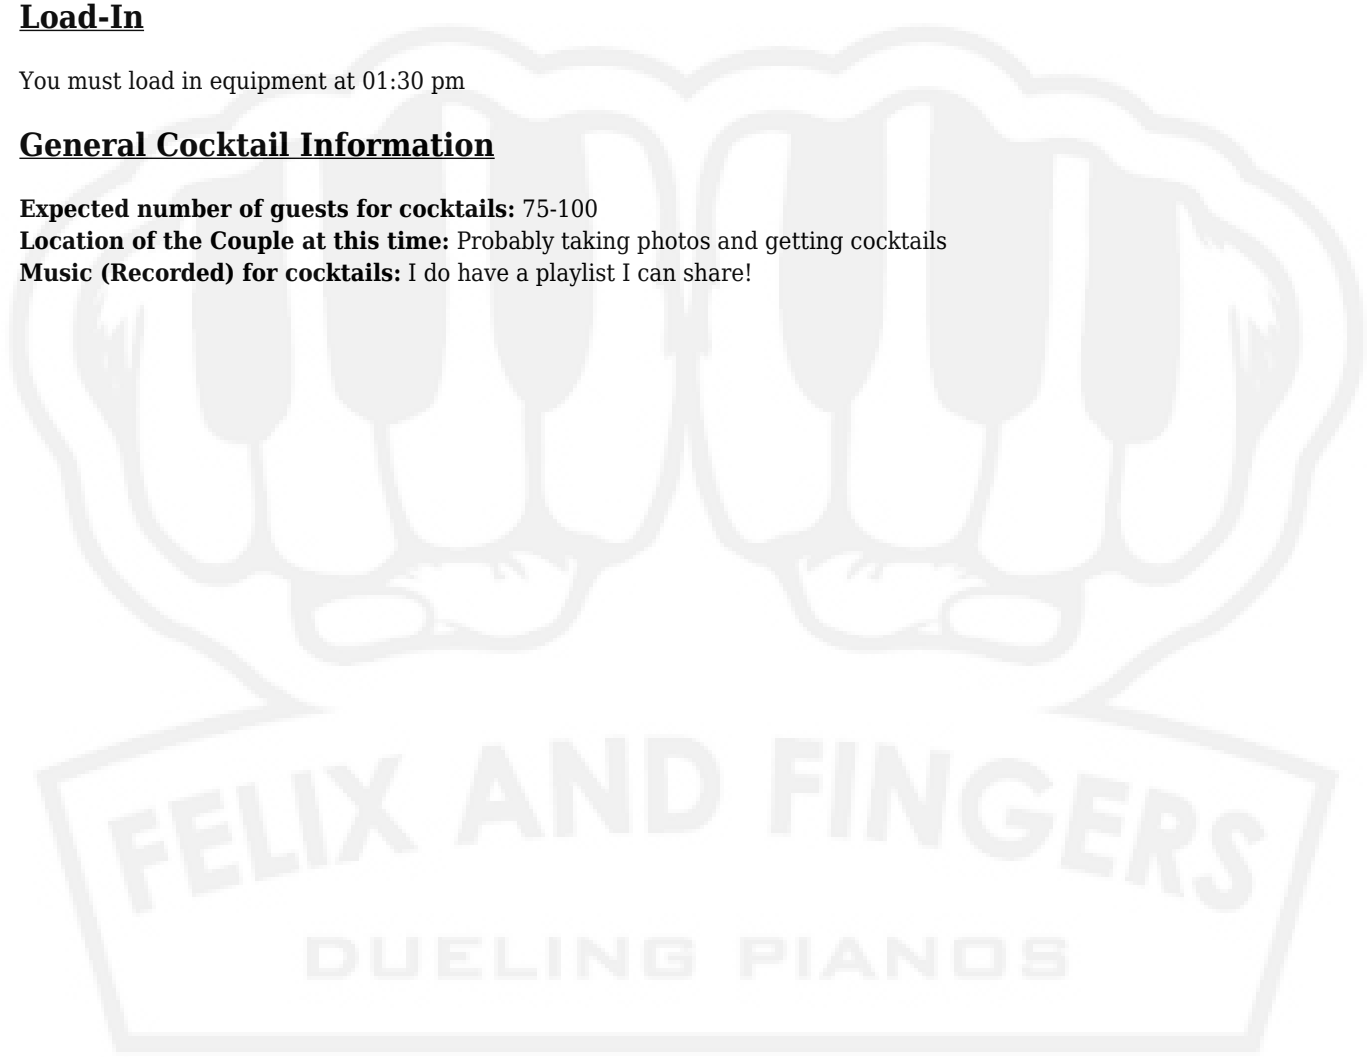 Load-In
You must load in equipment at 01:30 pm
General Cocktail Information
Expected number of guests for cocktails: 75-100
Location of the Couple at this time: Probably taking photos and getting cocktails
Music (Recorded) for cocktails: I do have a playlist I can share!
FELIX AND FINGERS
DUELING PIANOS